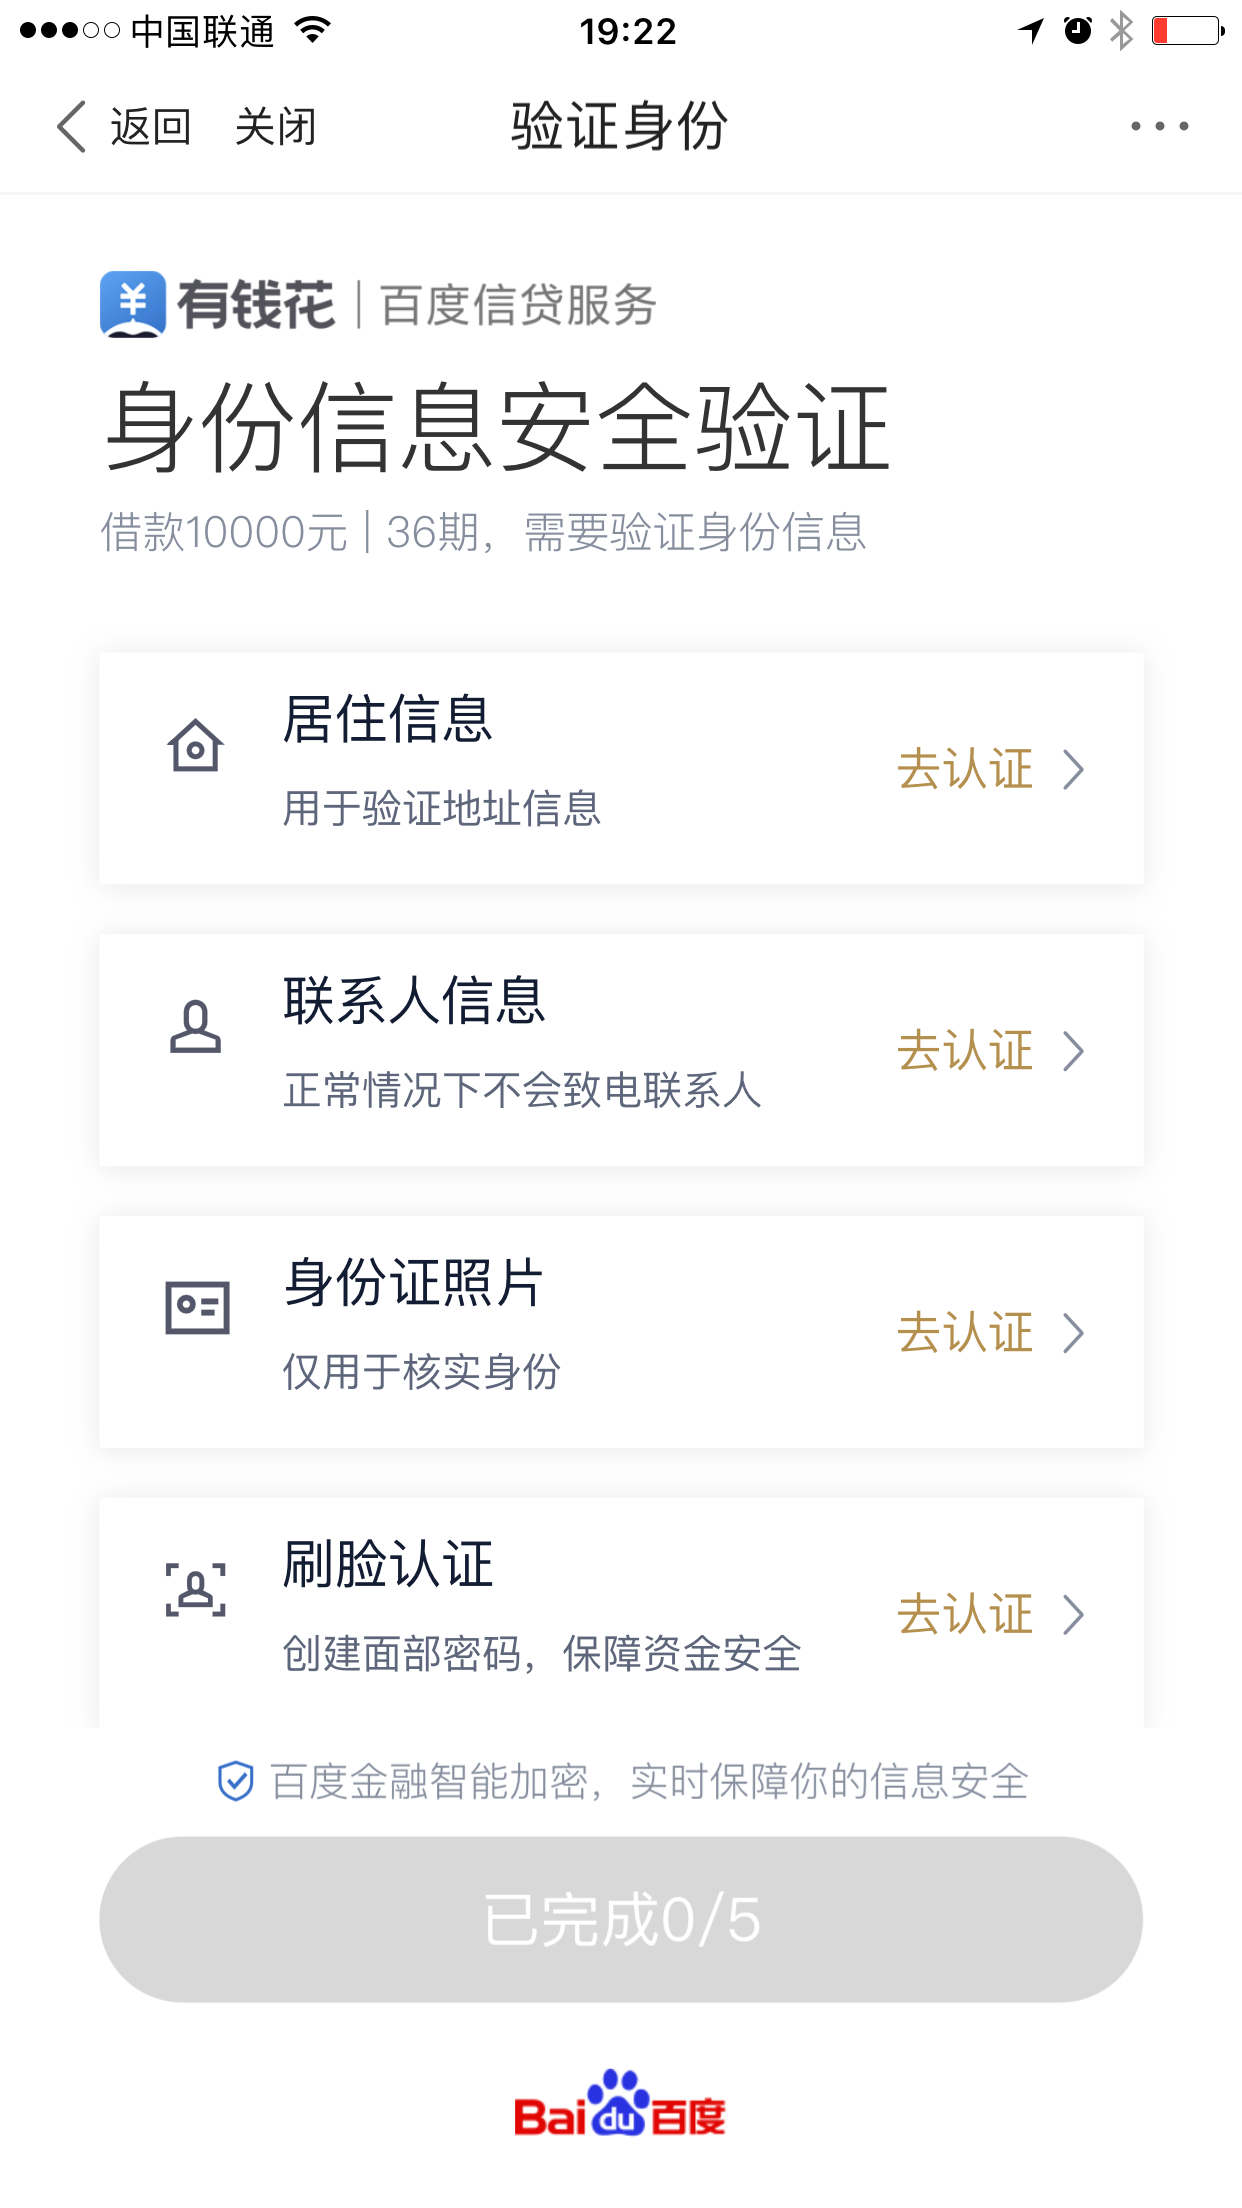 中国联通 19:22
返回 关闭 验证身份
有钱花 | 百度信贷服务
身份信息安全验证
借款10000元 | 36期，需要验证身份信息
居住信息
用于验证地址信息
去认证
联系人信息
正常情况下不会致电联系人
去认证
身份证照片
仅用于核实身份
去认证
刷脸认证
创建面部密码，保障资金安全
去认证
百度金融智能加密，实时保障你的信息安全
已完成0/5
Bai du 百度